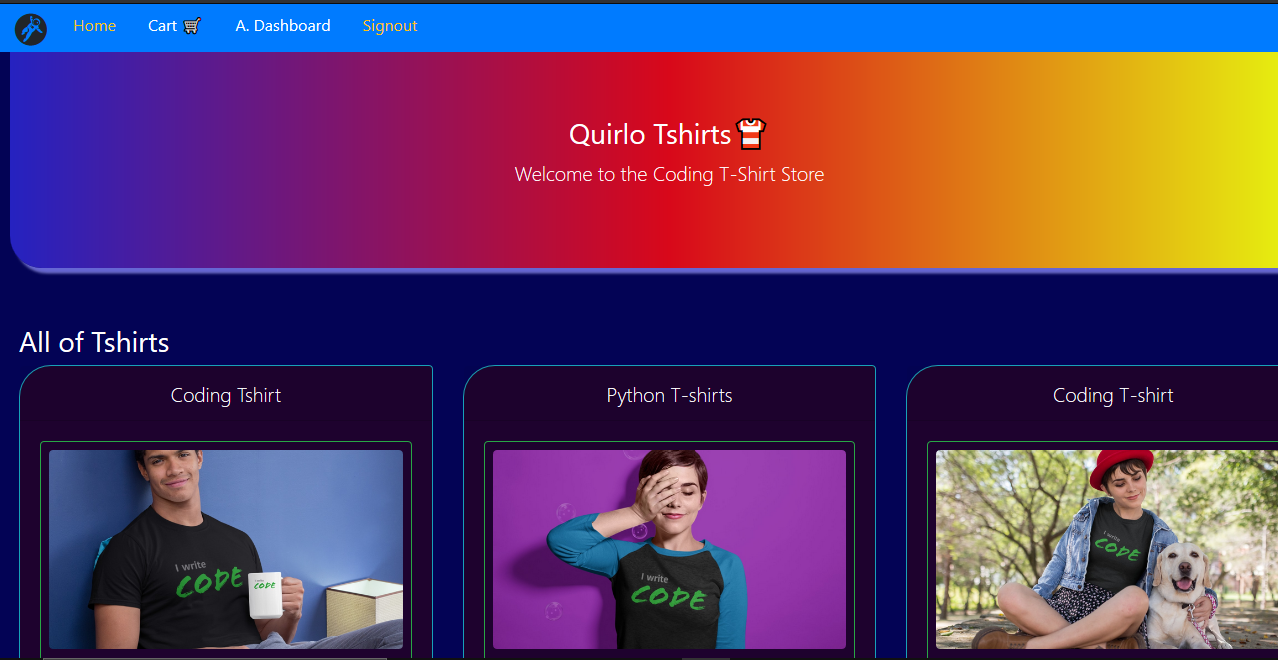 Home Cart 🛒 A. Dashboard Signout
Quirlo Tshirts👕
Welcome to the Coding T-Shirt Store
All of Tshirts
Coding Tshirt Python T-shirts Coding T-shirt
I write
CODE
I write
CODE
I write
CODE
CODE